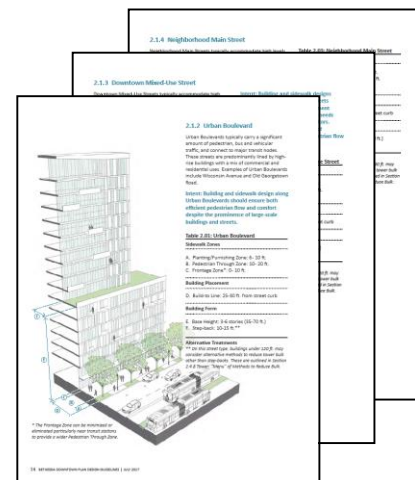 2.1.4 Neighborhood Main Street
2.1.3 Downtown Mixed-Use Street
2.1.2 Urban Boulevard
Urban Boulevards typically carry a significant
amount of pedestrian, bus and vehicular
traffic, and connect to major transit nodes.
These streets are predominantly lined by high-
rise buildings with a mix of commercial and
residential uses. Examples of Urban Boulevards
include Wisconsin Avenue and Old Georgetown
Road.
Intent: Building and sidewalk design along
Urban Boulevards should ensure both
efficient pedestrian flow and comfort
despite the prominence of large-scale
buildings and streets.
Table 2.01: Urban Boulevard
Sidewalk Zones
A. Planting/Furnishing Zone: 6- 10 ft.
B. Pedestrian Through Zone: 10- 20 ft.
C. Frontage Zone*: 0- 10 ft.
Building Placement
D. Build-to Line: 25-30 ft. from street curb
Building Form
E. Base Height: 3-6 stories (35-70 ft.)
F. Step-back: 10-15 ft.**
Alternative Treatments
** On this street type, buildings under 120 ft. may
consider alternative methods to reduce tower bulk
other than step-backs. These are outlined in Section
2.4.8 Tower: "Menu" of Methods to Reduce Bulk.
* The Frontage Zone can be minimized or
eliminated particularly near transit stations
to provide a wider Pedestrian Through Zone.
BETHESDA DOWNTOWN PLAN DESIGN GUIDELINES | JULY 2017